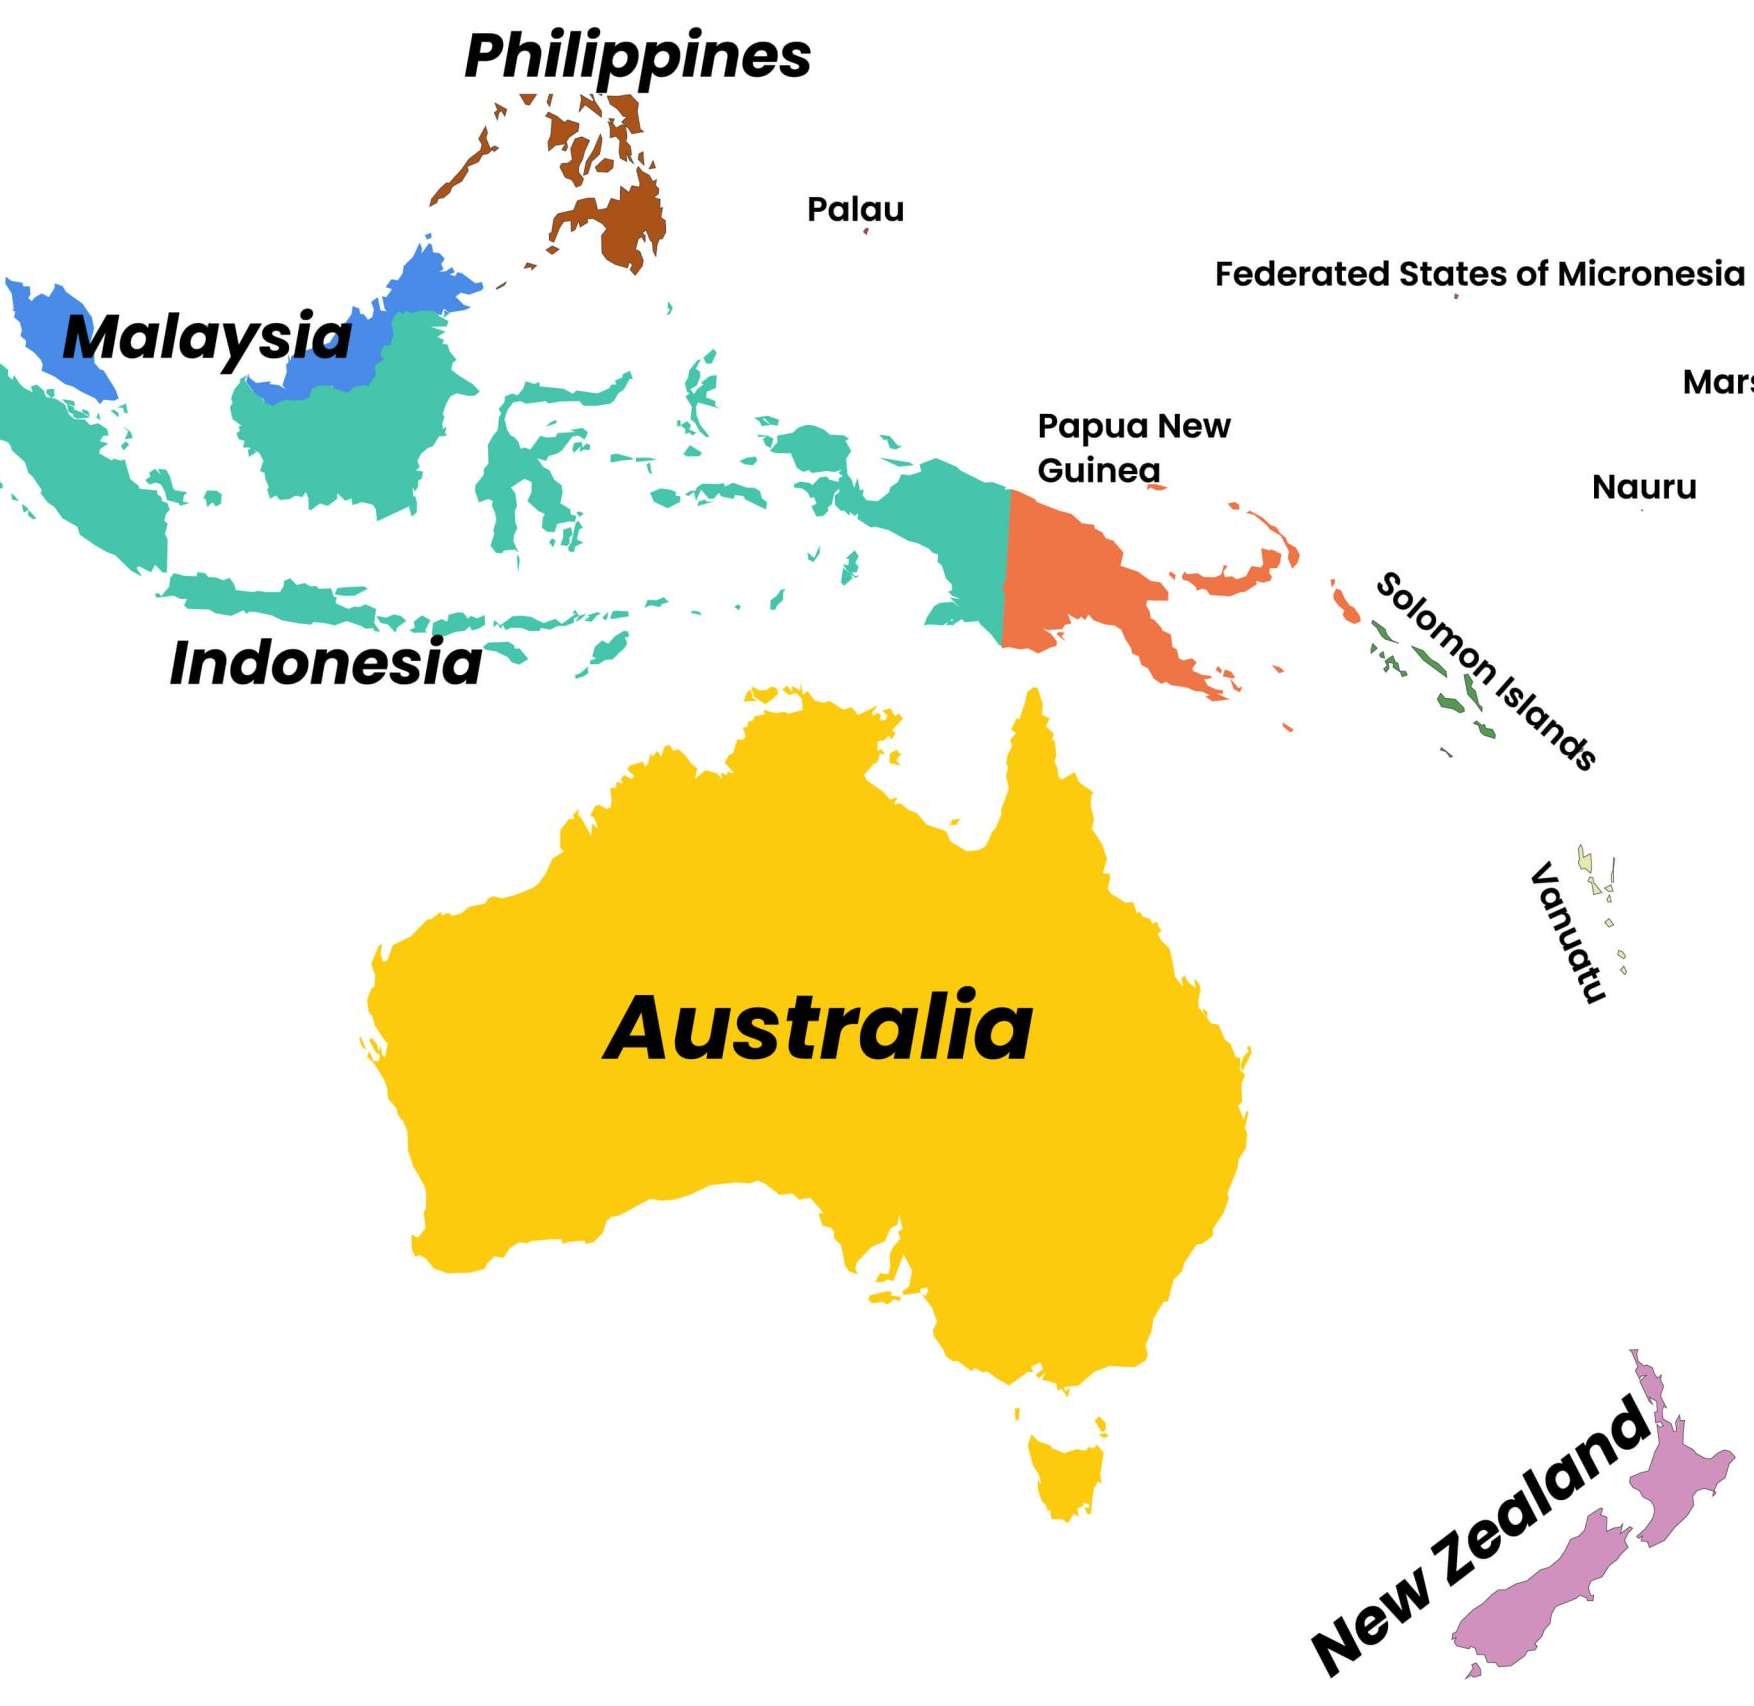 Philippines
Palau
Federated States of Micronesia
Malaysia
Mars
Papua New
Guinea
Nauru
Solomon Islands
Indonesia
Vanuatu
Australia
New Zealand